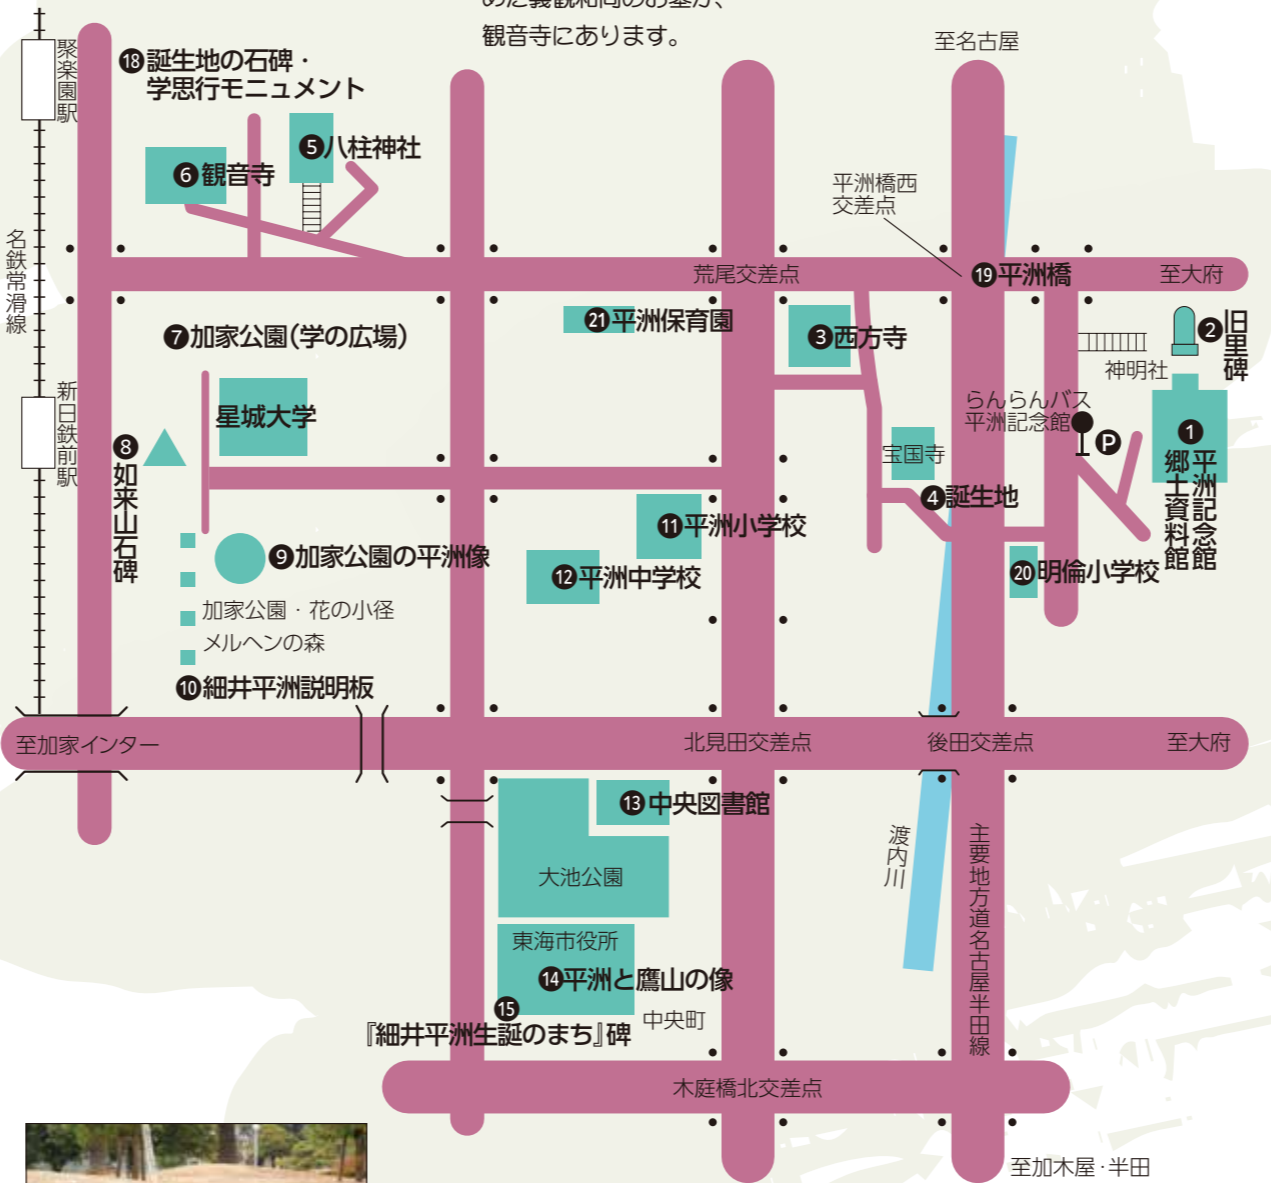 観音寺にあります。
至名古屋
聚楽園駅
⑱誕生地の石碑・
学思行モニュメント
⑤八柱神社
⑥観音寺
平洲橋西
交差点
名鉄常滑線
荒尾交差点
⑲平洲橋
至大府
⑦加家公園(学の広場)
㉑平洲保育園
③西方寺
②旧里碑
神明社
新日鉄前駅
星城大学
らんらんバス
平洲記念館
P
①平洲記念館
郷土資料館
⑧如来山石碑
宝国寺
④誕生地
⑪平洲小学校
⑨加家公園の平洲像
⑫平洲中学校
⑳明倫小学校
加家公園・花の小径
メルヘンの森
⑩細井平洲説明板
至加家インター
北見田交差点
後田交差点
至大府
⑬中央図書館
大池公園
渡内川
主要地方道名古屋半田線
東海市役所
⑭平洲と鷹山の像
⑮
『細井平洲生誕のまち』碑
中央町
木庭橋北交差点
至加木屋・半田